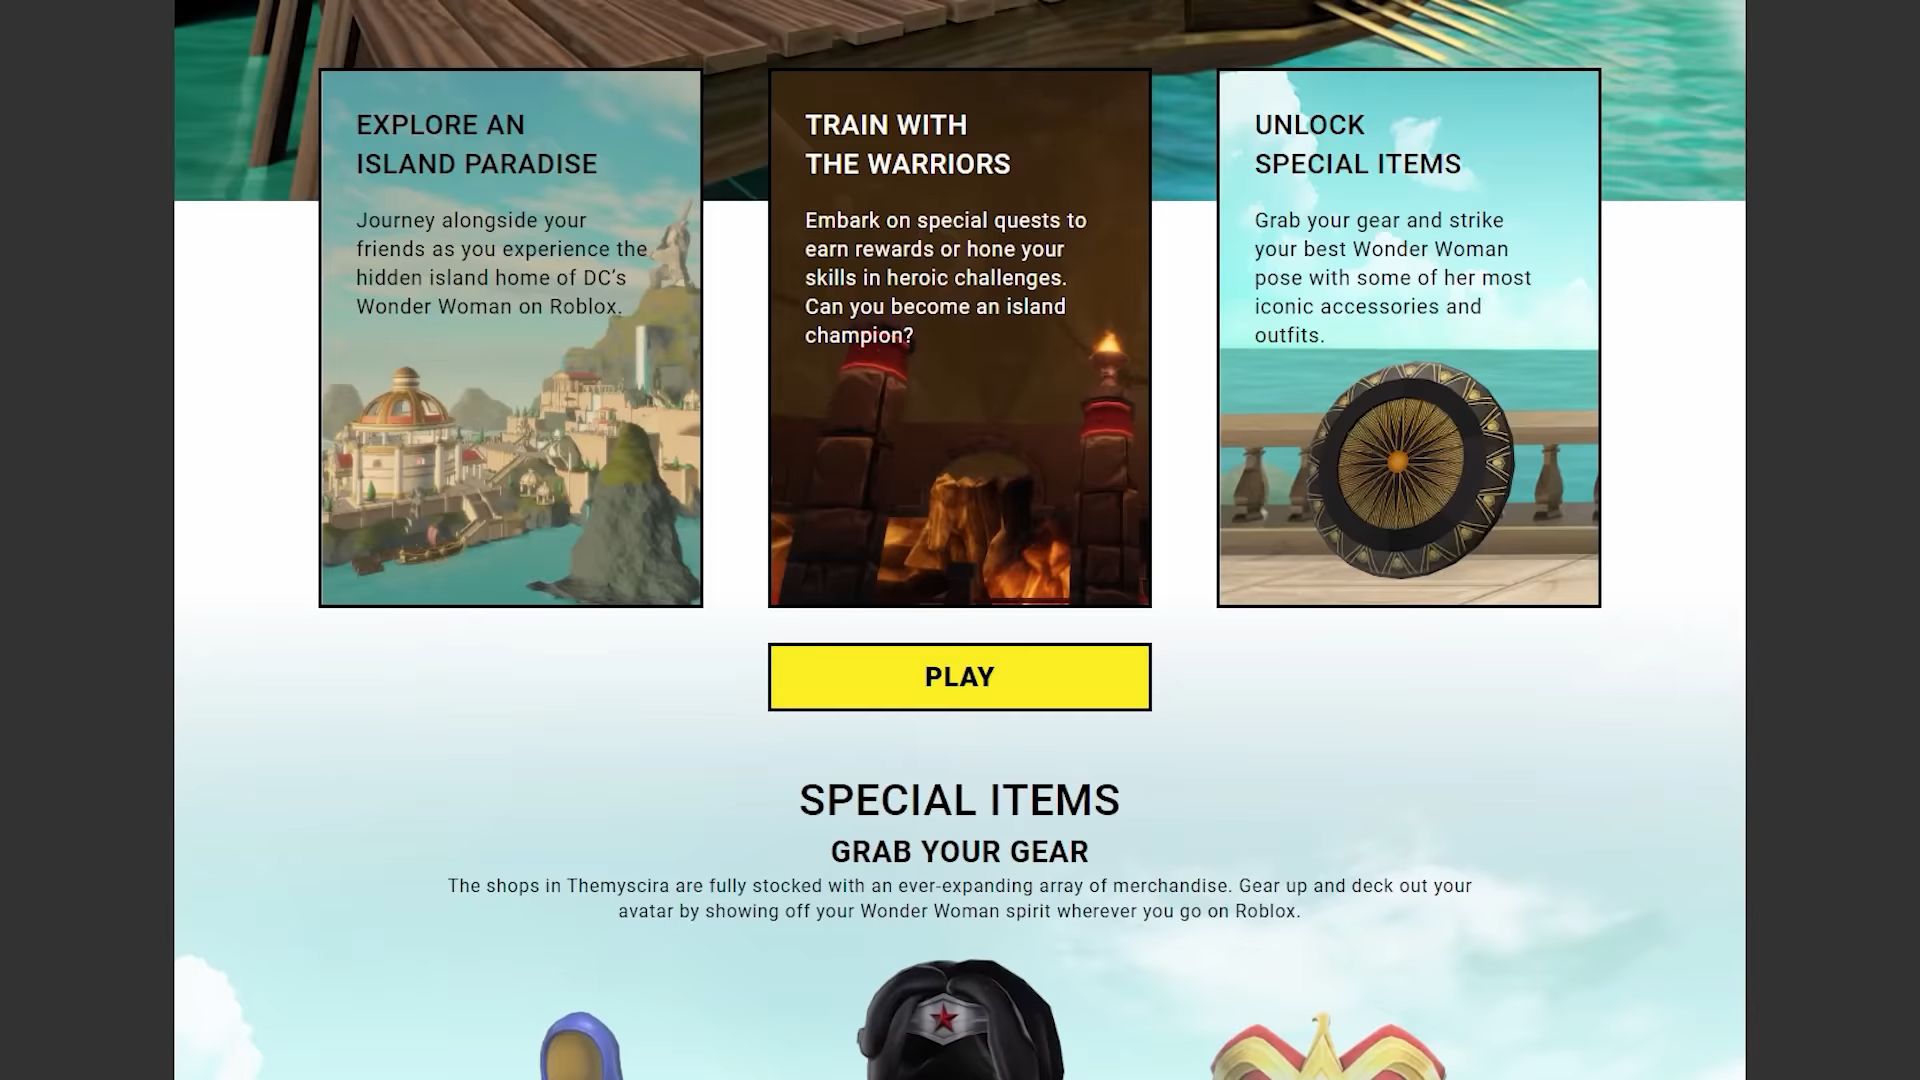 EXPLORE AN
ISLAND PARADISE
Journey alongside your
friends as you experience the
hidden island home of DC’s
Wonder Woman on Roblox.
TRAIN WITH
THE WARRIORS
Embark on special quests to
earn rewards or hone your
skills in heroic challenges.
Can you become an island
champion?
UNLOCK
SPECIAL ITEMS
Grab your gear and strike
your best Wonder Woman
pose with some of her most
iconic accessories and
outfits.
PLAY
SPECIAL ITEMS
GRAB YOUR GEAR
The shops in Themyscira are fully stocked with an ever-expanding array of merchandise. Gear up and deck out your
avatar by showing off your Wonder Woman spirit wherever you go on Roblox.